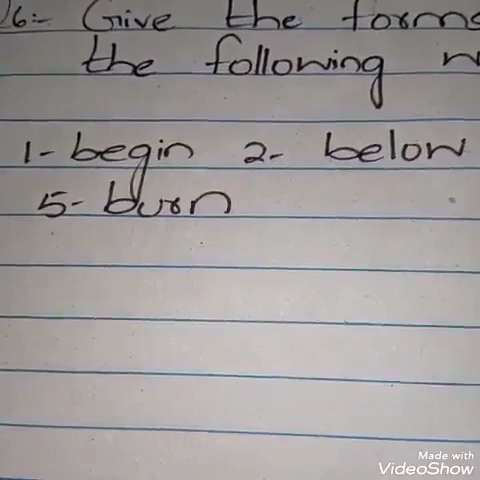 6:- Give the forms
the following
1- begin 2- below
5- burn
Made with
VideoShow